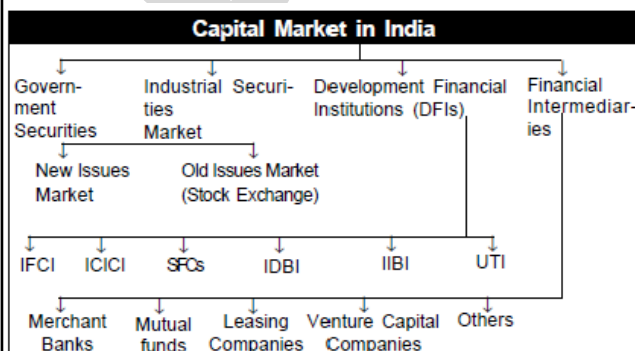 Capital Market in India
Govern-
ment
Securities
Industrial Securi-
ties
Market
Development Financial
Institutions (DFIs)
Financial
Intermediar-
ies
New Issues
Market
Old Issues Market
(Stock Exchange)
IFCI
ICICI
SFCs
IDBI
IIBI
UTI
Merchant
Banks
Mutual
funds
Leasing
Companies
Venture Capital
Companies
Others